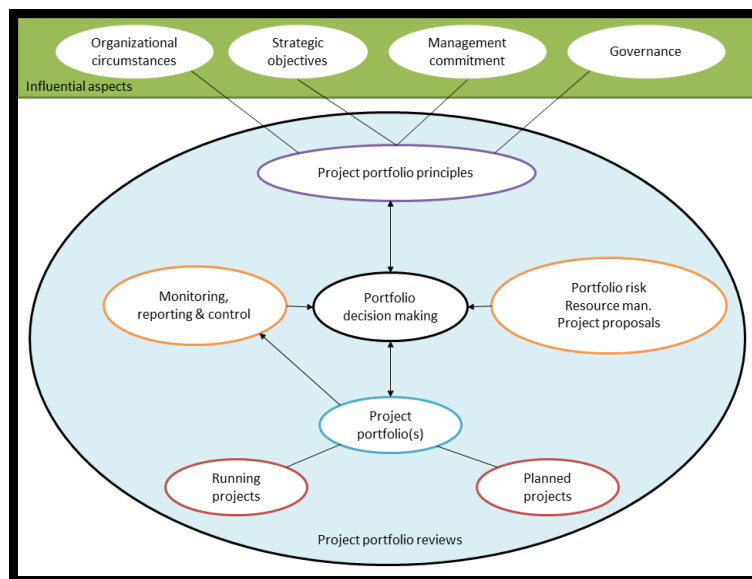 Organizational
circumstances
Strategic
objectives
Management
commitment
Governance
Influential aspects
Project portfolio principles
Monitoring,
reporting & control
Portfolio
decision making
Portfolio risk
Resource man.
Project proposals
Project
portfolio(s)
Running
projects
Planned
projects
Project portfolio reviews